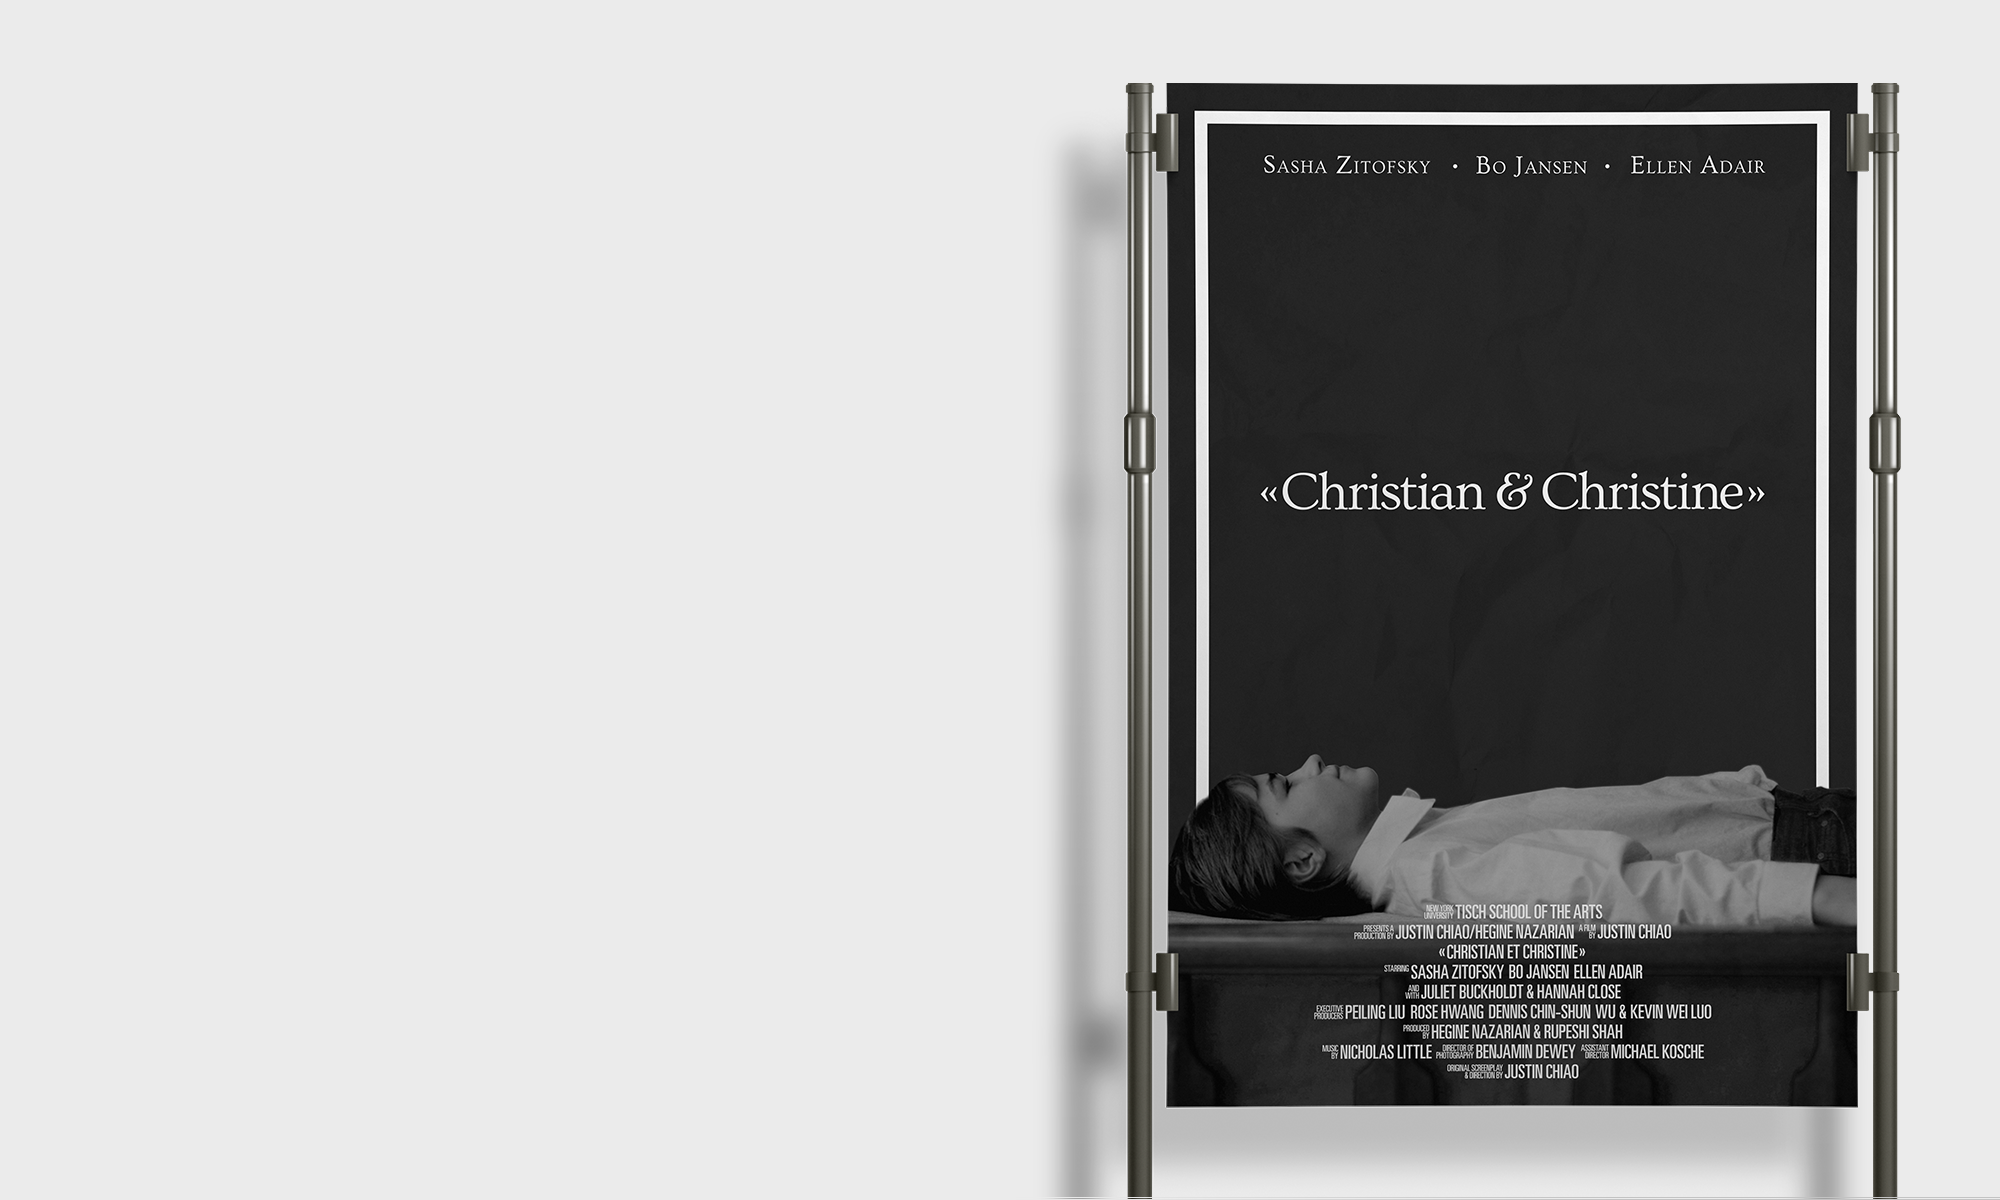 SASHA ZITOFSKY • BO JANSEN • ELLEN ADAIR
«Christian & Christine»
NEW YORK UNIVERSITY TISCH SCHOOL OF THE ARTS
PRESENTS A PRODUCTION BY JUSTIN CHIAO/HEGINE NAZARIAN A FILM BY JUSTIN CHIAO
«CHRISTIAN ET CHRISTINE»
STARRING SASHA ZITOFSKY BO JANSEN ELLEN ADAIR
AND WITH JULIET BUCKHOLDT & HANNAH CLOSE
EXECUTIVE PRODUCERS PEILING LIU ROSE HWANG DENNIS CHIN-SHUN WU & KEVIN WEI LUO
PRODUCED BY HEGINE NAZARIAN & RUPESHI SHAH
MUSIC BY NICHOLAS LITTLE DIRECTOR OF PHOTOGRAPHY BENJAMIN DEWEY ASSISTANT DIRECTOR MICHAEL KOSCHE
ORIGINAL SCREENPLAY & DIRECTION BY JUSTIN CHIAO